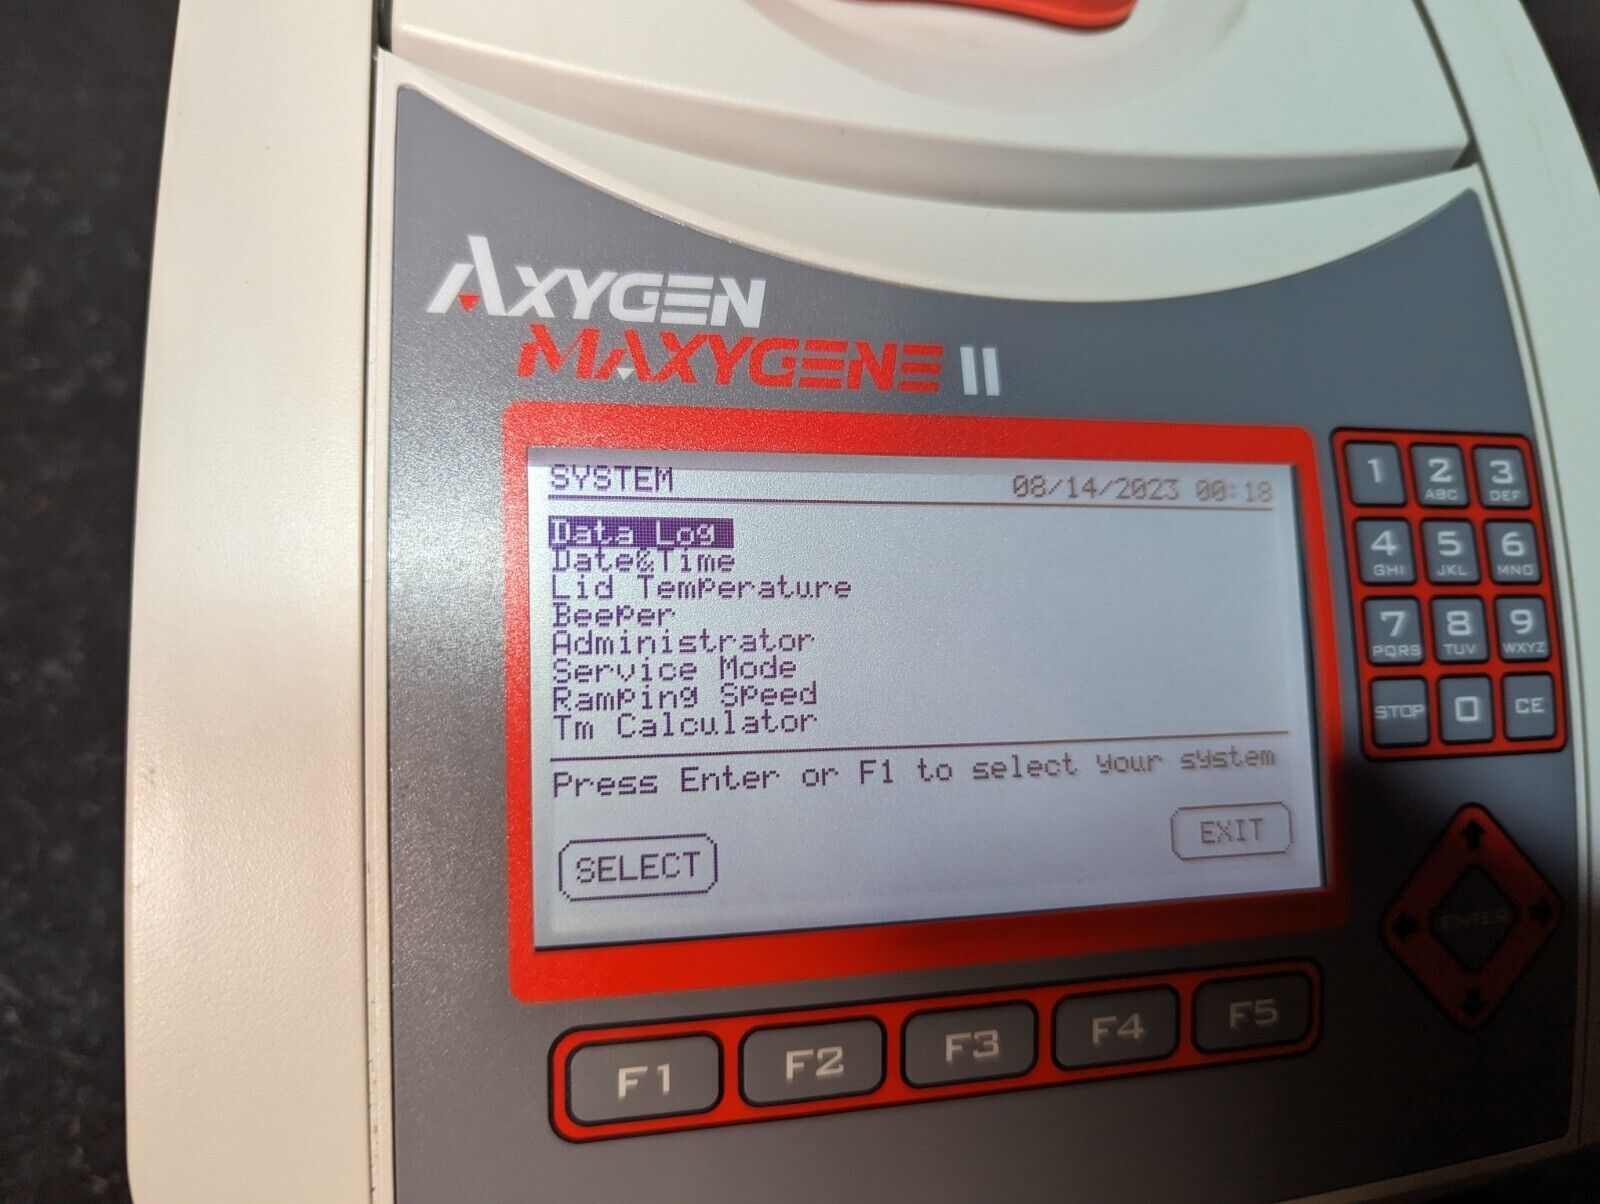 AXYGEN
MAXYGENE II
SYSTEM 08/14/2023 00:18
Data Log
Date&Time
Lid Temperature
Beeper
Administrator
Service Mode
Ramping Speed
Tm Calculator
Press Enter or F1 to select your system
SELECT EXIT
F1 F2 F3 F4 F5
1 2 3
ABC DEF
4 5 6
GHI JKL MNO
7 8 9
PQRS TUV WXYZ
STOP 0 CE
ENTER